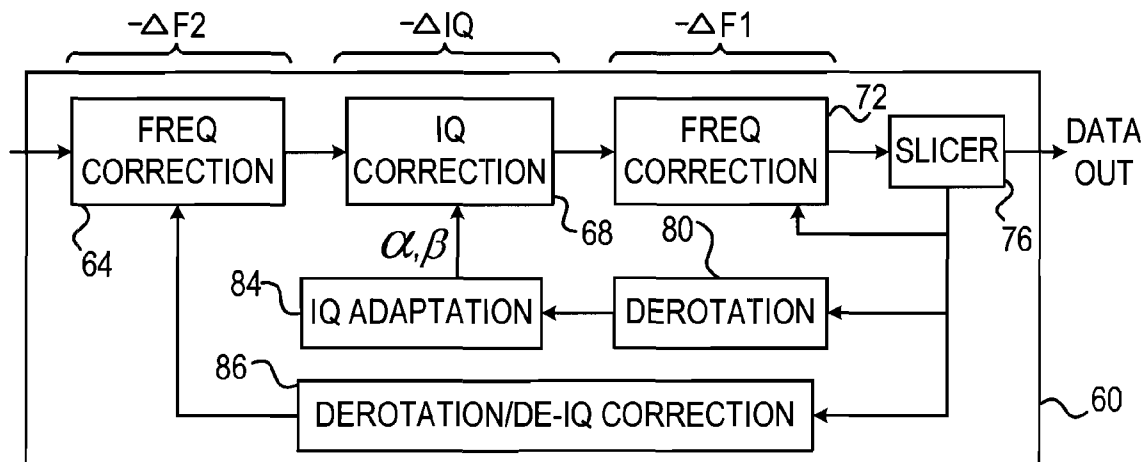 -ΔF2
-ΔIQ
-ΔF1
FREQ
CORRECTION
IQ
CORRECTION
FREQ
CORRECTION
72
SLICER
DATA
OUT
64
α,β
68
80
76
84
IQ ADAPTATION
DEROTATION
86
DEROTATION/DE-IQ CORRECTION
60